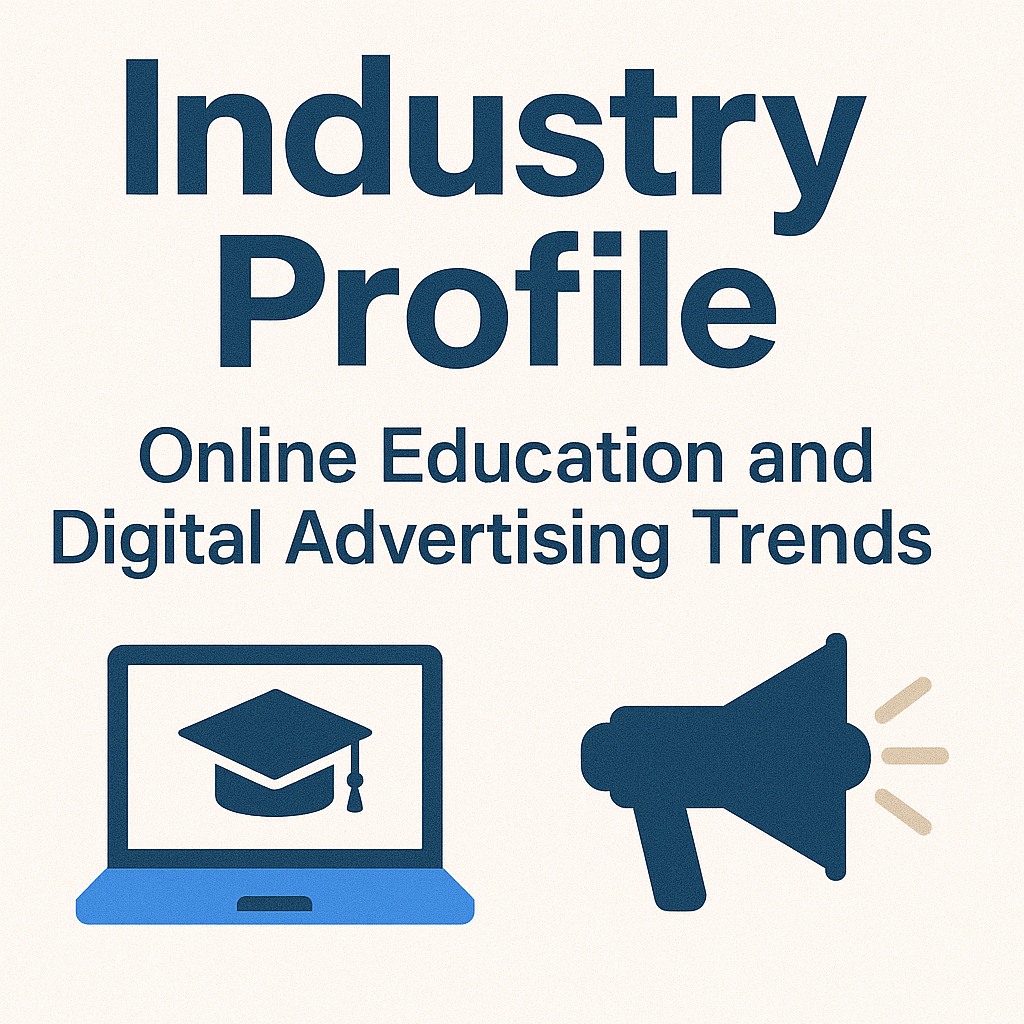 Industry
Profile
Online Education and
Digital Advertising Trends